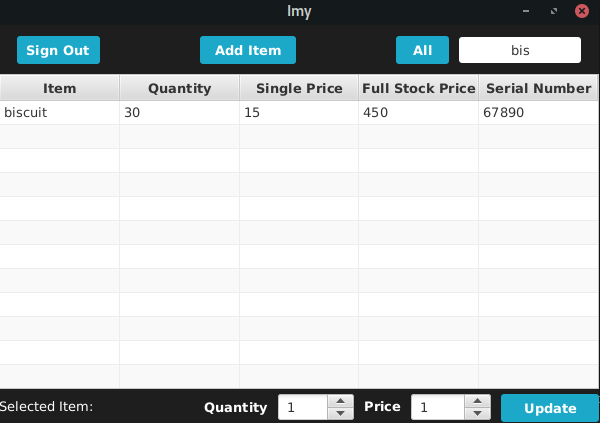 Imy
Sign Out Add Item All bis
Item Quantity Single Price Full Stock Price Serial Number
biscuit 30 15 450 67890
Selected Item: Quantity 1 Price 1 Update